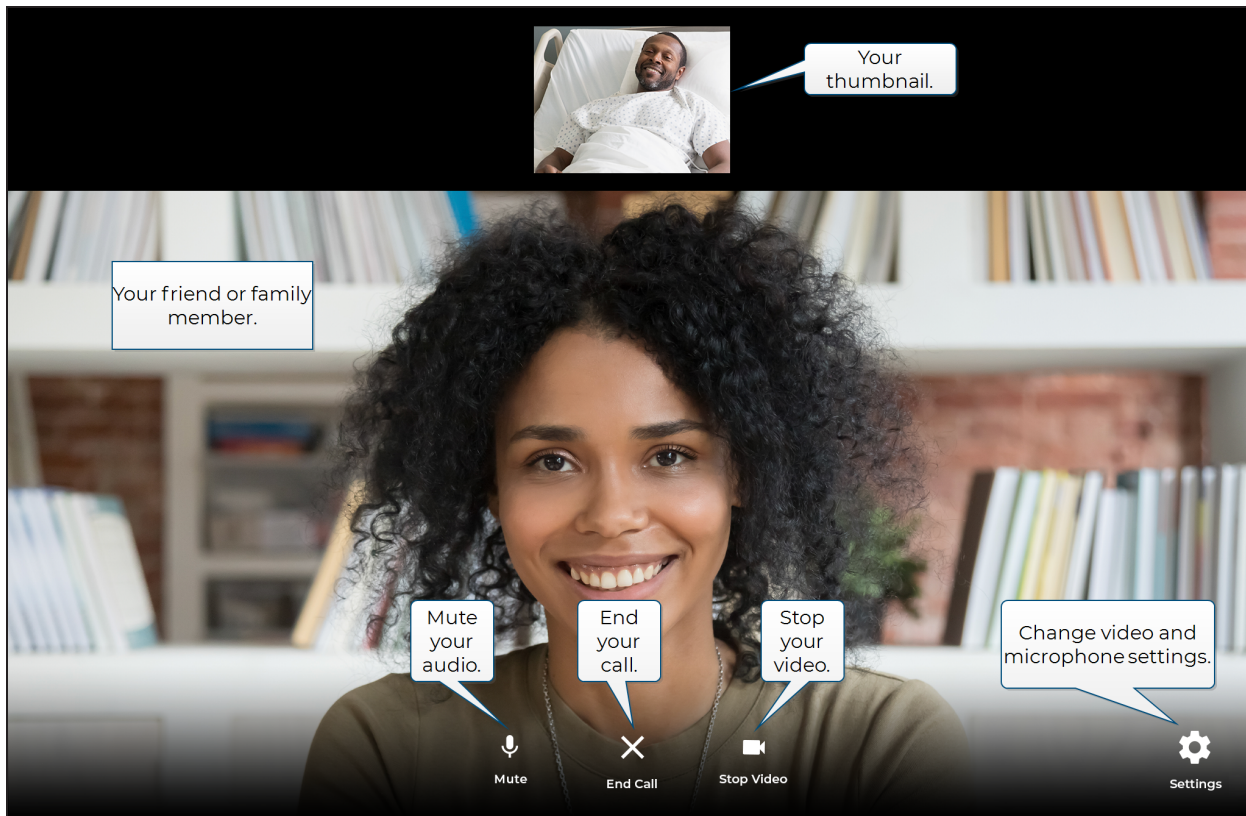 Your
thumbnail.
Your friend or family
member.
Mute
your
audio.
End
your
call.
Stop
your
video.
Change video and
microphone settings.
Mute
End Call
Stop Video
Settings